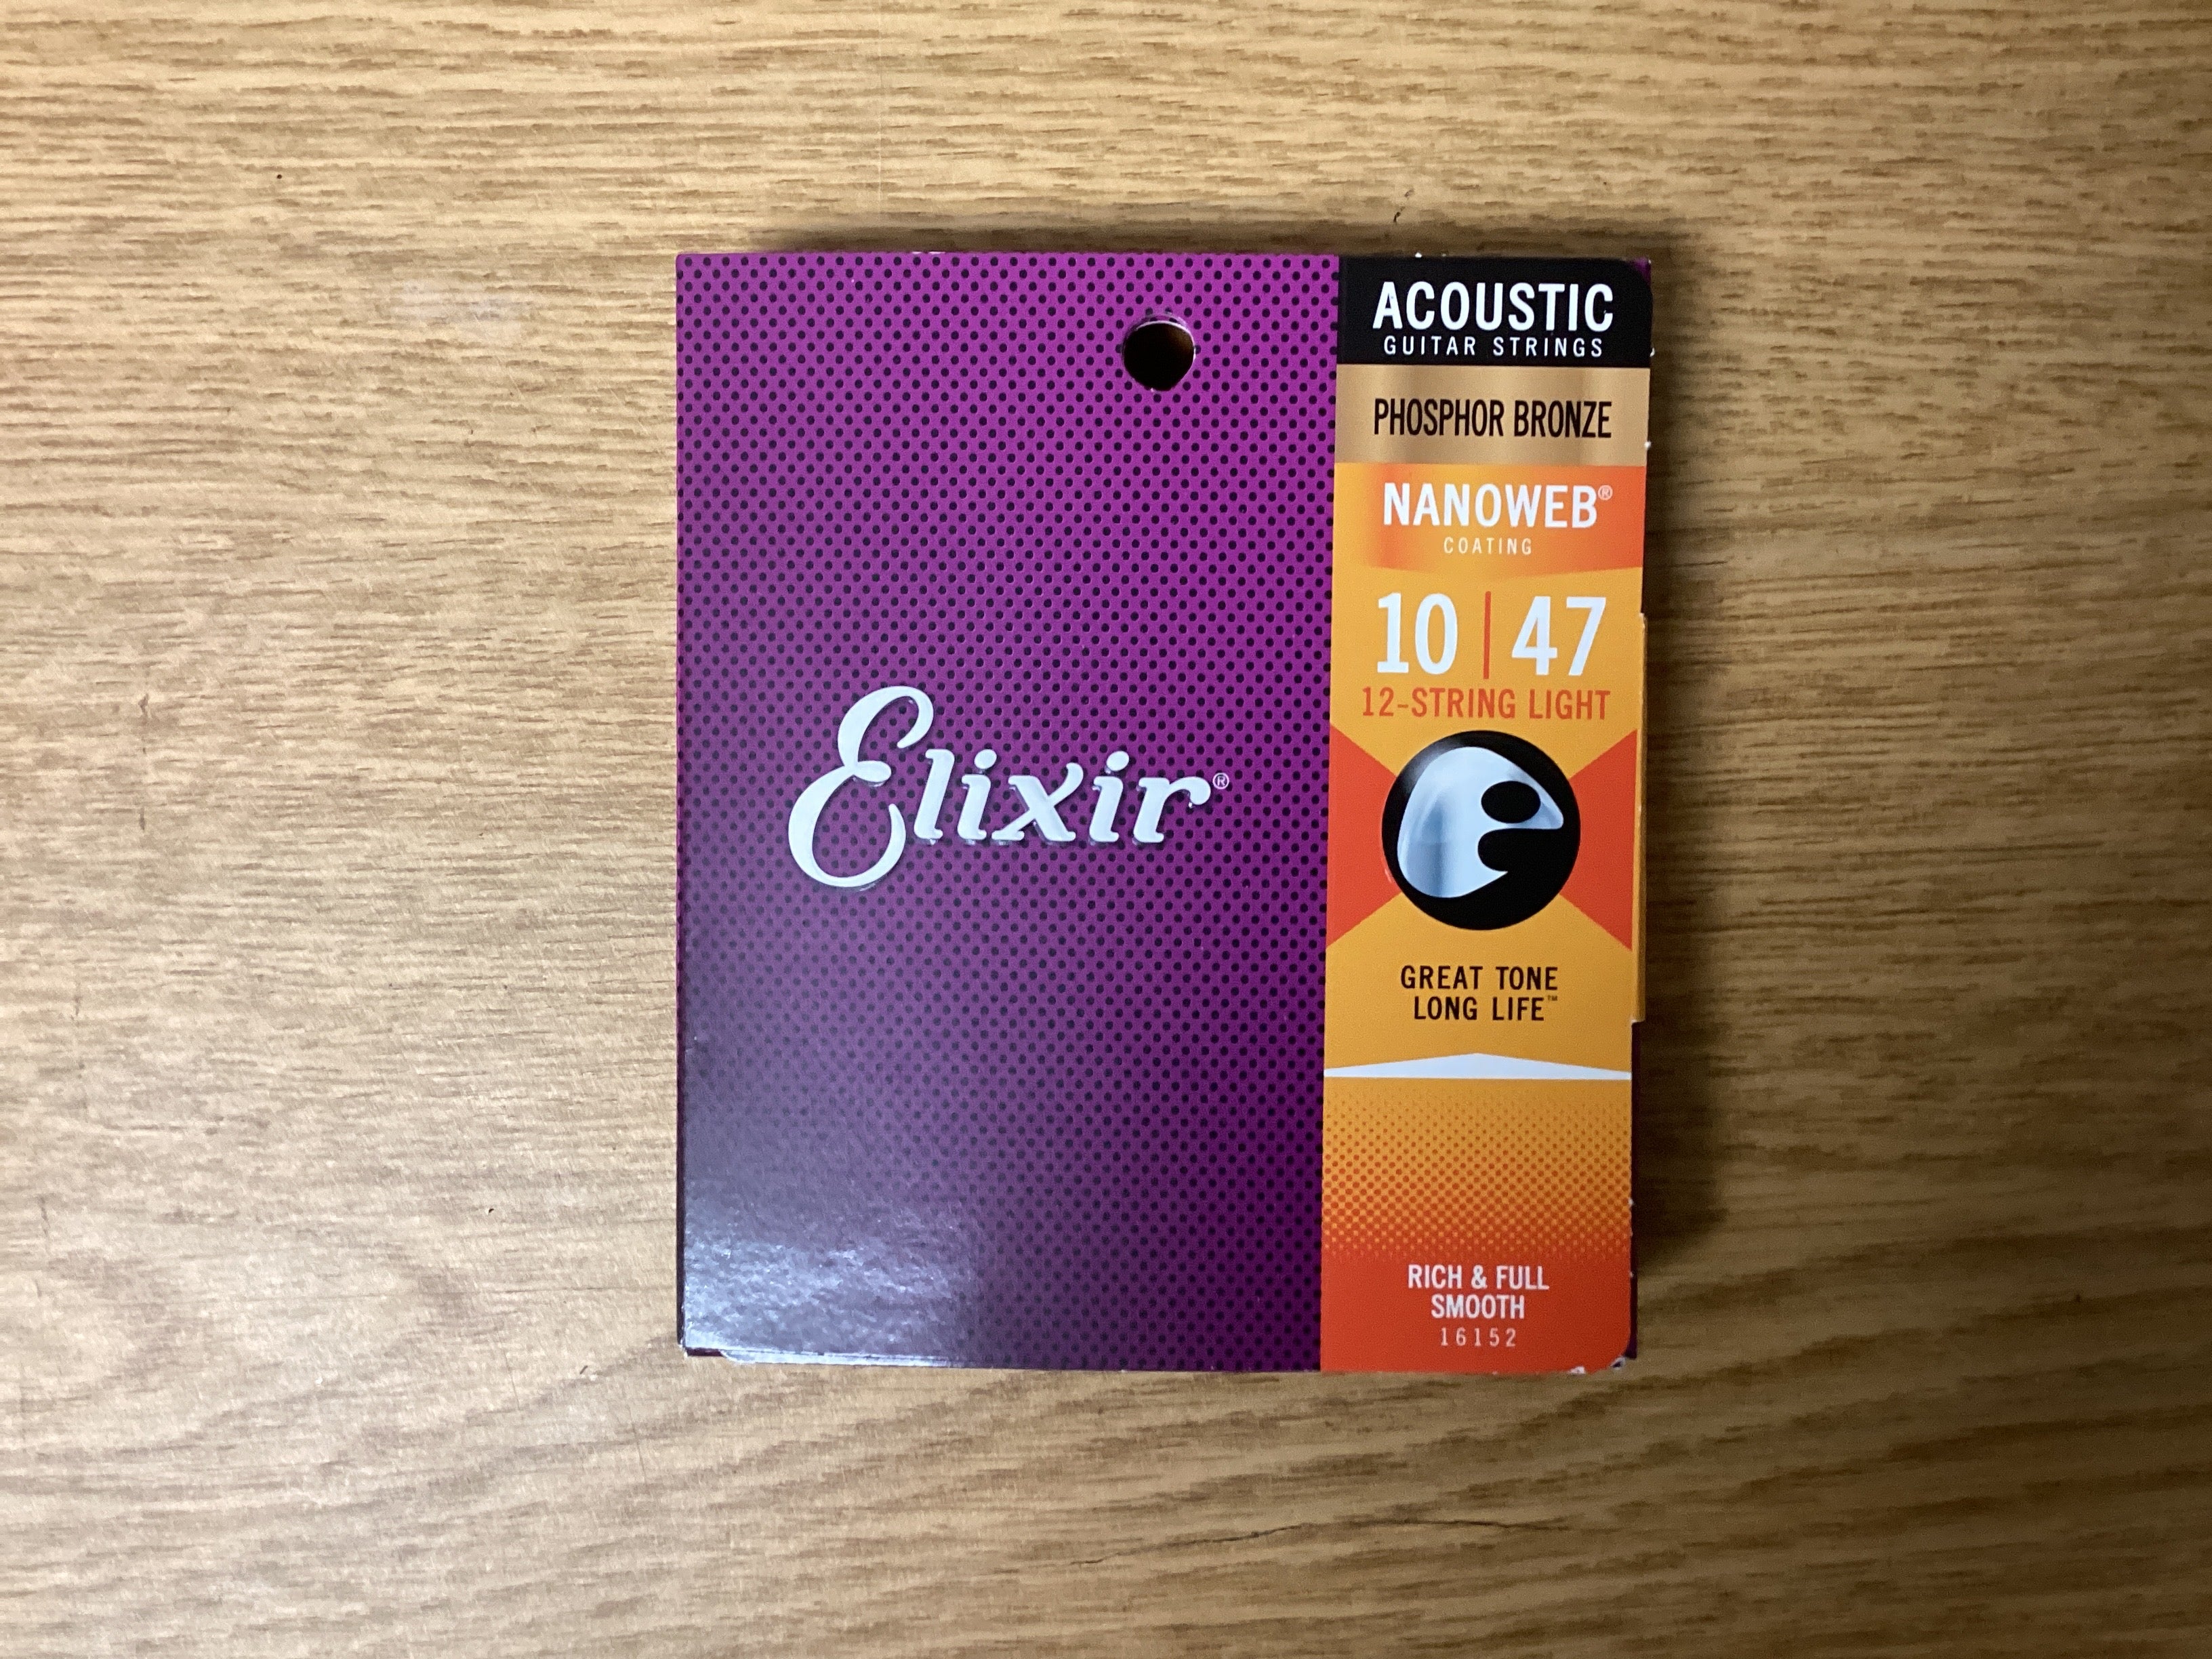 Elixir®
ACOUSTIC
GUITAR STRINGS
PHOSPHOR BRONZE
NANOWEB®
COATING
10 | 47
12-STRING LIGHT
e
GREAT TONE
LONG LIFE™
RICH & FULL
SMOOTH
16152